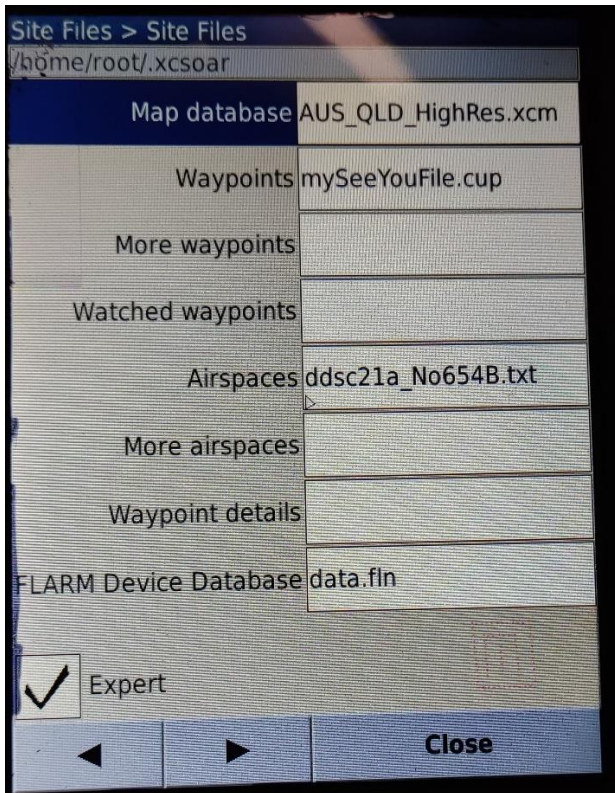 Site Files > Site Files
/home/root/.xcsoar
Map database AUS_QLD_HighRes.xcm
Waypoints mySeeYouFile.cup
More waypoints
Watched waypoints
Airspaces ddsc21a_No654B.txt
More airspaces
Waypoint details
FLARM Device Database data.fln
Expert
Close